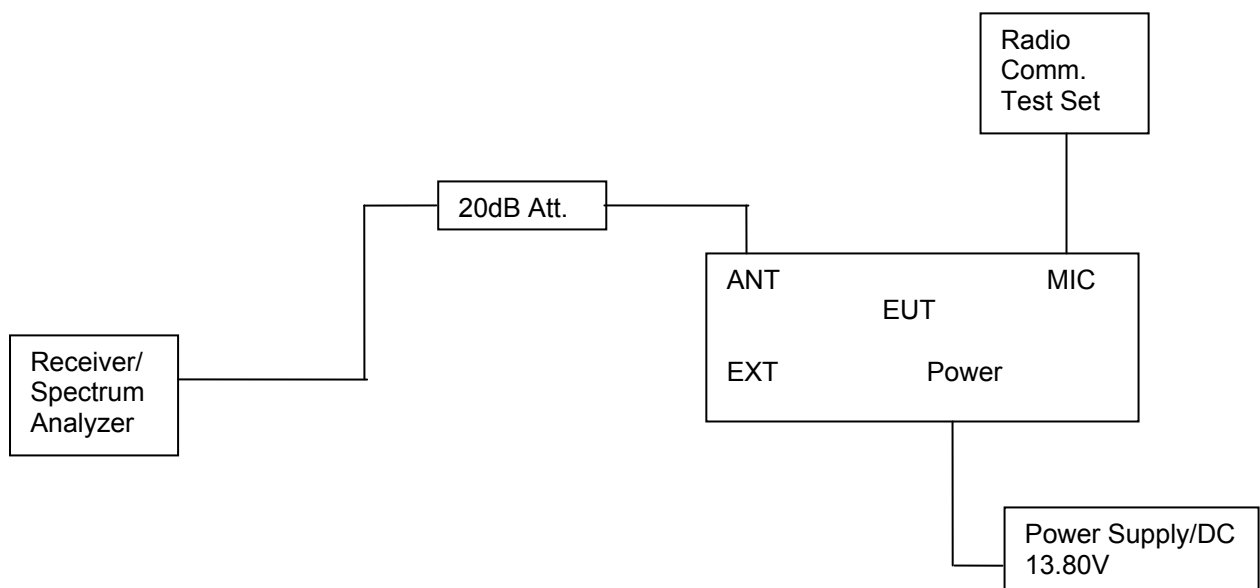 Radio
Comm.
Test Set
20dB Att.
ANT
MIC
EUT
Receiver/
Spectrum
Analyzer
EXT
Power
Power Supply/DC
13.80V